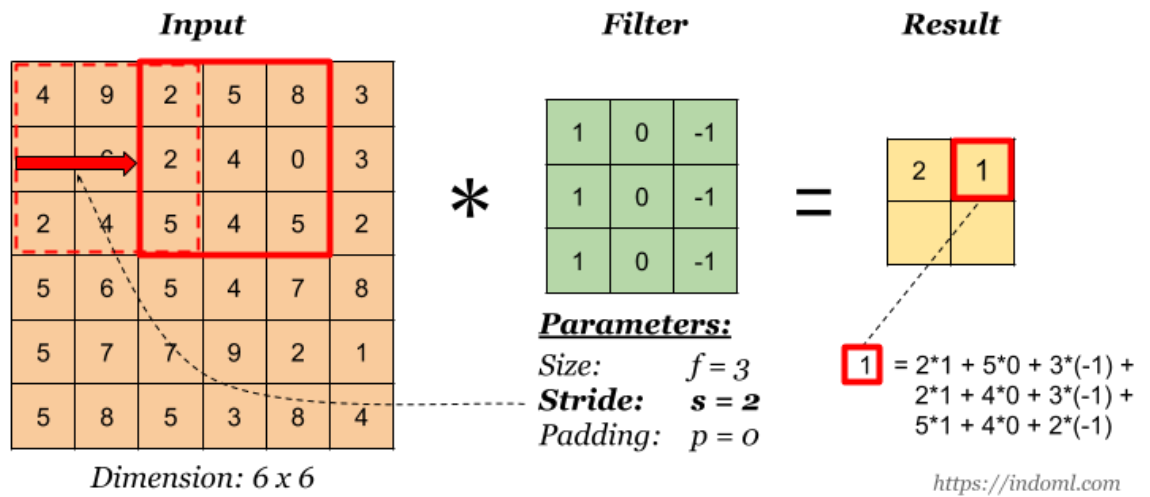 Input
Filter
Result
4 9 2 5 8 3
2 4 0 3
2 4 5 4 5 2
5 6 5 4 7 8
5 7 7 9 2 1
5 8 5 3 8 4
Dimension: 6 x 6
*
1 0 -1
1 0 -1
1 0 -1
Parameters:
Size: f = 3
Stride: s = 2
Padding: p = 0
=
2 1
1 = 2*1 + 5*0 + 3*(-1) +
2*1 + 4*0 + 3*(-1) +
5*1 + 4*0 + 2*(-1)
https://indoml.com